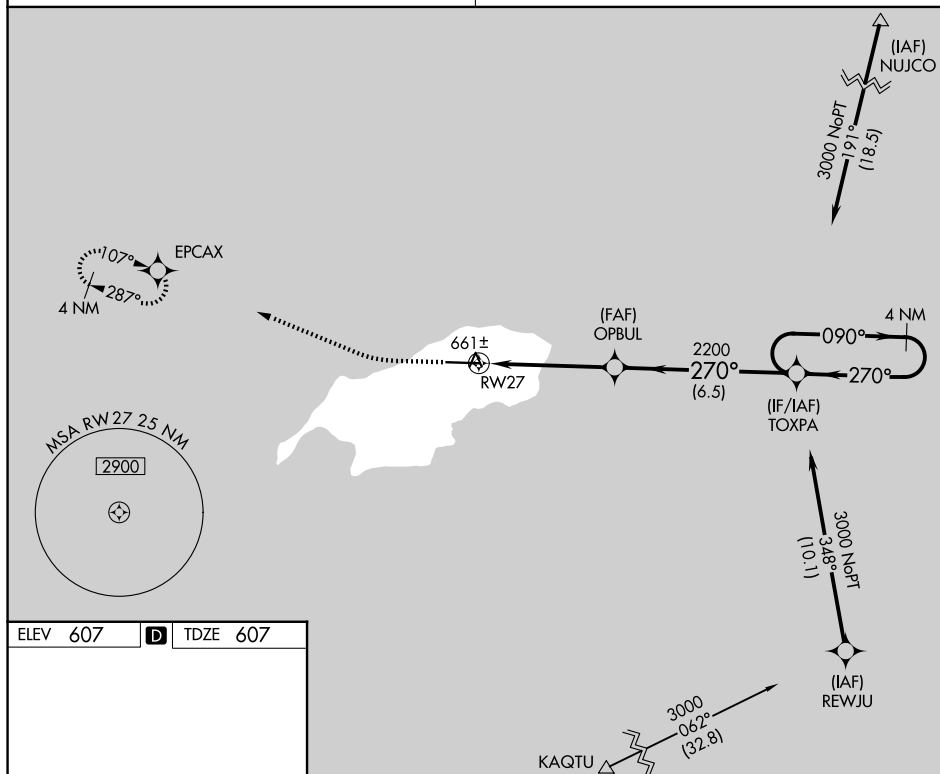 (IAF)
NUJCO
3000 NoPT
191°
(18.5)
EPCAX
107°
287°
4 NM
(FAF)
OPBUL
4 NM
090°
661±
2200
270°
270°
(6.5)
RW27
(IF/IAF)
TOXPA
MSA RW27 25 NM
2900
3000 NoPT
348°
(10.1)
ELEV 607 D TDZE 607
(IAF)
REWJU
3000
062°
(32.8)
KAQTU